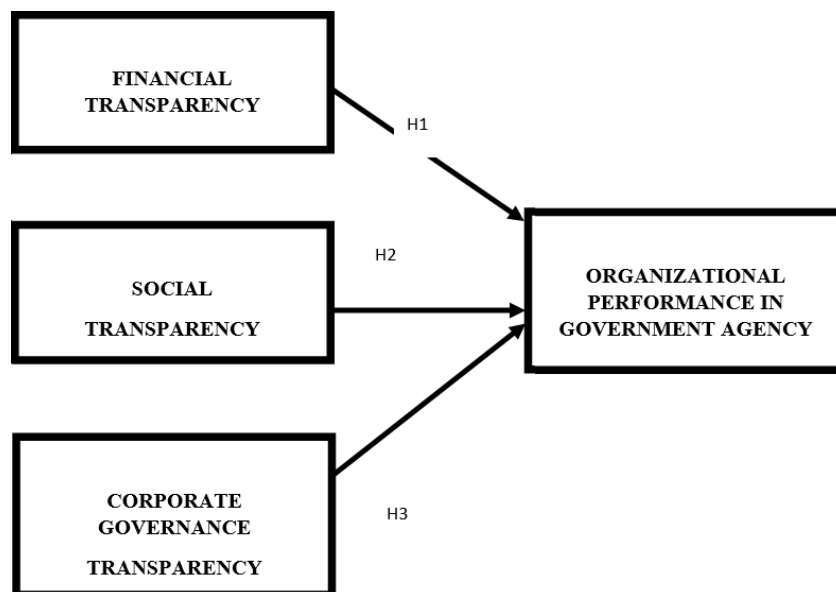 FINANCIAL
TRANSPARENCY
H1
SOCIAL
TRANSPARENCY
H2
ORGANIZATIONAL
PERFORMANCE IN
GOVERNMENT AGENCY
CORPORATE
GOVERNANCE
TRANSPARENCY
H3